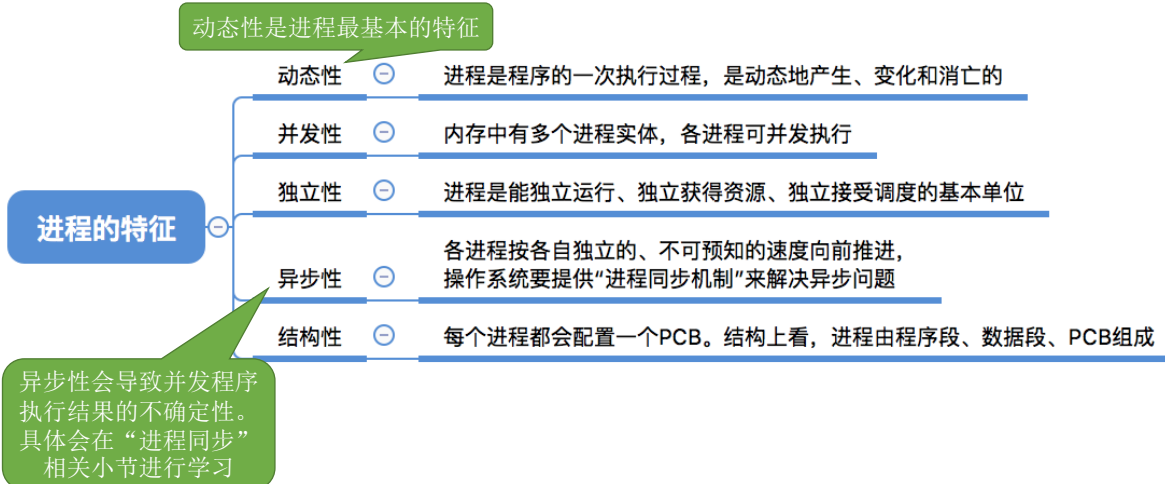 动态性是进程最基本的特征
动态性
进程是程序的一次执行过程，是动态地产生、变化和消亡的
并发性
内存中有多个进程实体，各进程可并发执行
独立性
进程是能独立运行、独立获得资源、独立接受调度的基本单位
进程的特征
异步性
各进程按各自独立的、不可预知的速度向前推进，
操作系统要提供“进程同步机制”来解决异步问题
结构性
每个进程都会配置一个PCB。结构上看，进程由程序段、数据段、PCB组成
异步性会导致并发程序
执行结果的不确定性。
具体会在“进程同步”
相关小节进行学习